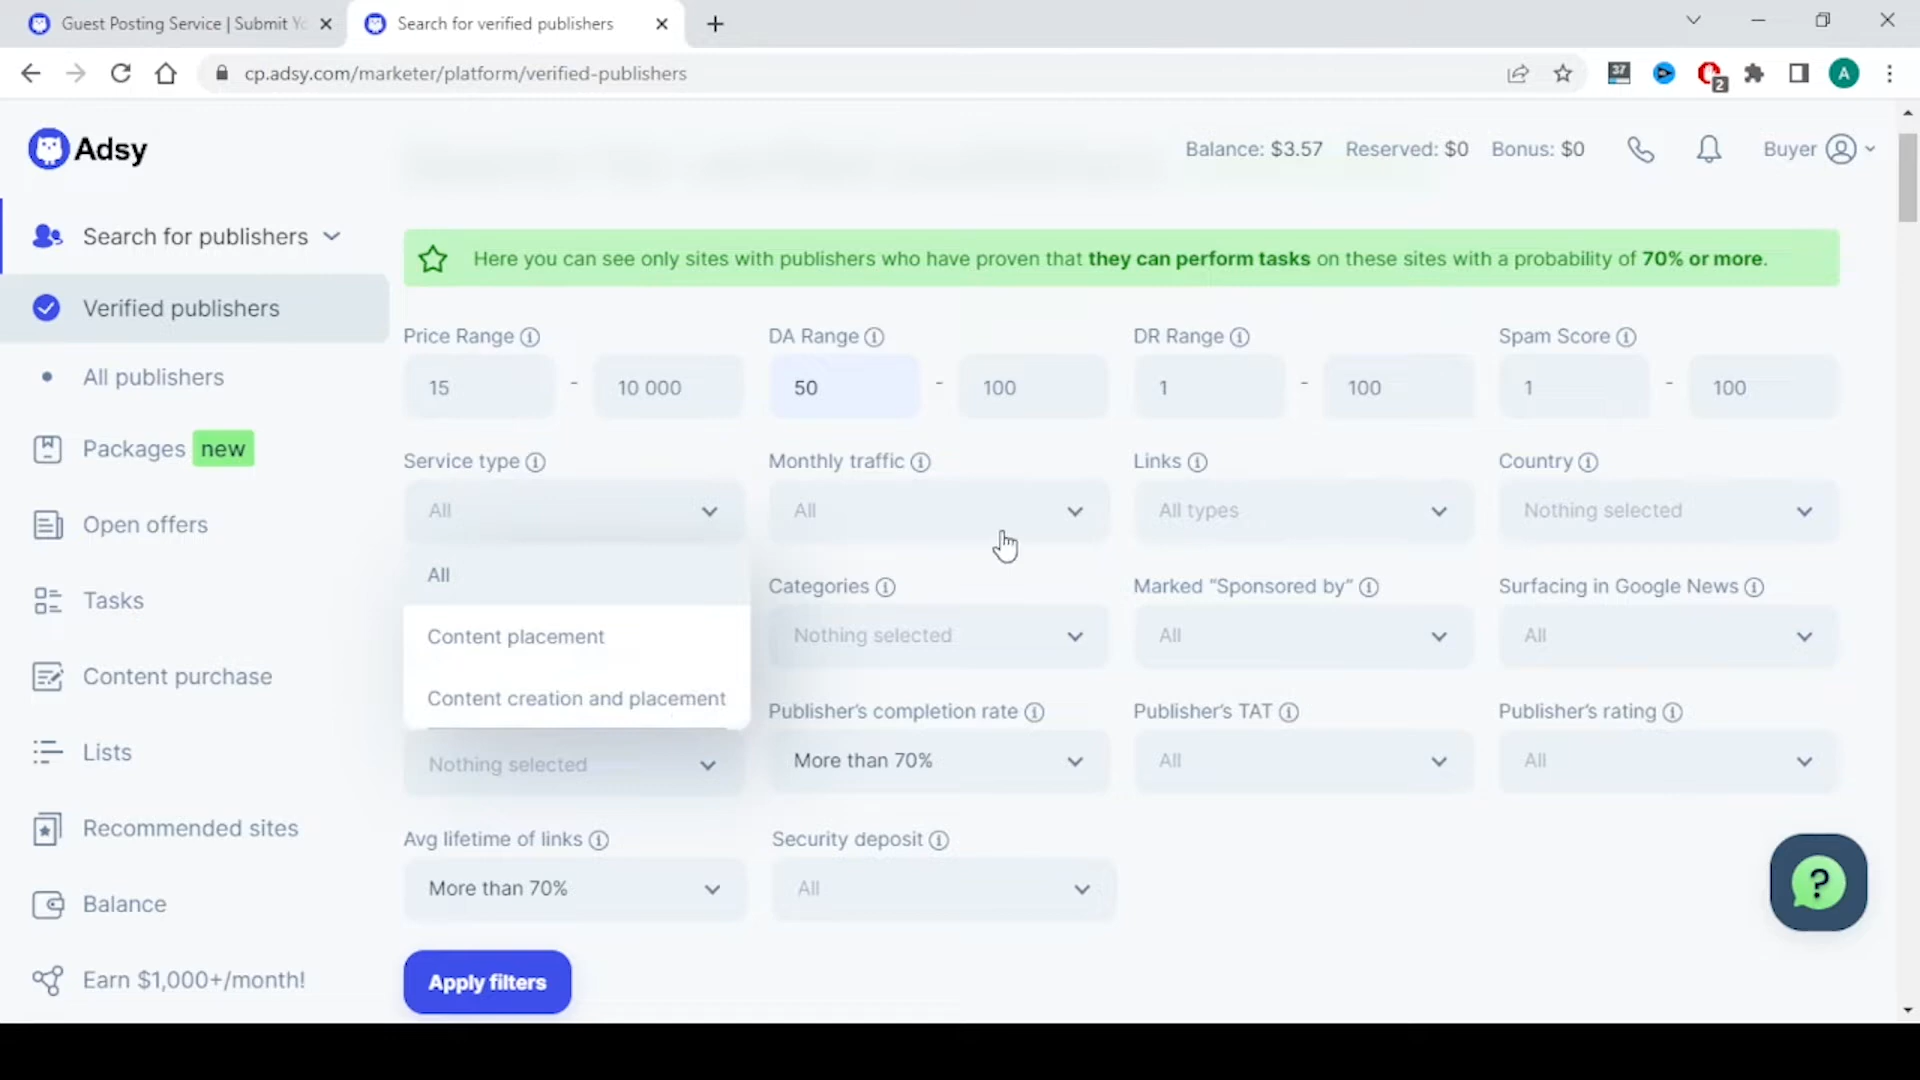 Guest Posting Service | Submit Yo
Search for verified publishers
cp.adsy.com/marketer/platform/verified-publishers
37
2
A
Adsy
Balance: $3.57
Reserved: $0
Bonus: $0
Buyer
Search for publishers
Verified publishers
All publishers
Packages new
Open offers
Tasks
Content purchase
Lists
Recommended sites
Balance
Earn $1,000+/month!
Here you can see only sites with publishers who have proven that they can perform tasks on these sites with a probability of 70% or more.
Price Range
DA Range
DR Range
Spam Score
15 - 10 000
50 - 100
1 - 100
1 - 100
Service type
Monthly traffic
Links
Country
All
All
All types
Nothing selected
All
Content placement
Content creation and placement
Categories
Marked “Sponsored by”
Surfacing in Google News
Nothing selected
All
All
Publisher's completion rate
Publisher's TAT
Publisher's rating
Nothing selected
More than 70%
All
All
Avg lifetime of links
Security deposit
More than 70%
All
Apply filters
?